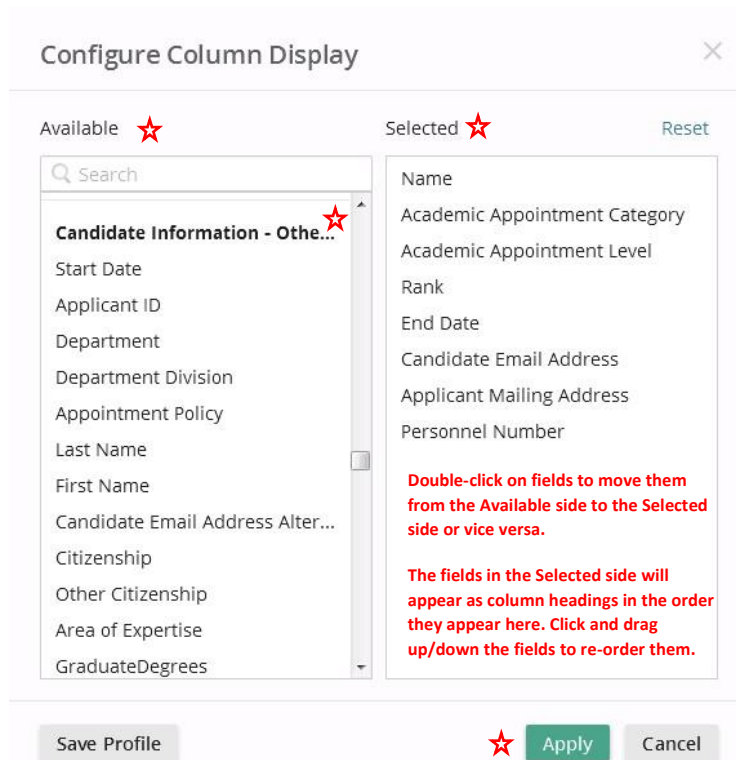 Configure Column Display
Available
Selected
Reset
Search
Candidate Information - Othe...
Start Date
Applicant ID
Department
Department Division
Appointment Policy
Last Name
First Name
Candidate Email Address Alter...
Citizenship
Other Citizenship
Area of Expertise
GraduateDegrees
Name
Academic Appointment Category
Academic Appointment Level
Rank
End Date
Candidate Email Address
Applicant Mailing Address
Personnel Number
Double-click on fields to move them
from the Available side to the Selected
side or vice versa.
The fields in the Selected side will
appear as column headings in the order
they appear here. Click and drag
up/down the fields to re-order them.
Save Profile
Apply
Cancel